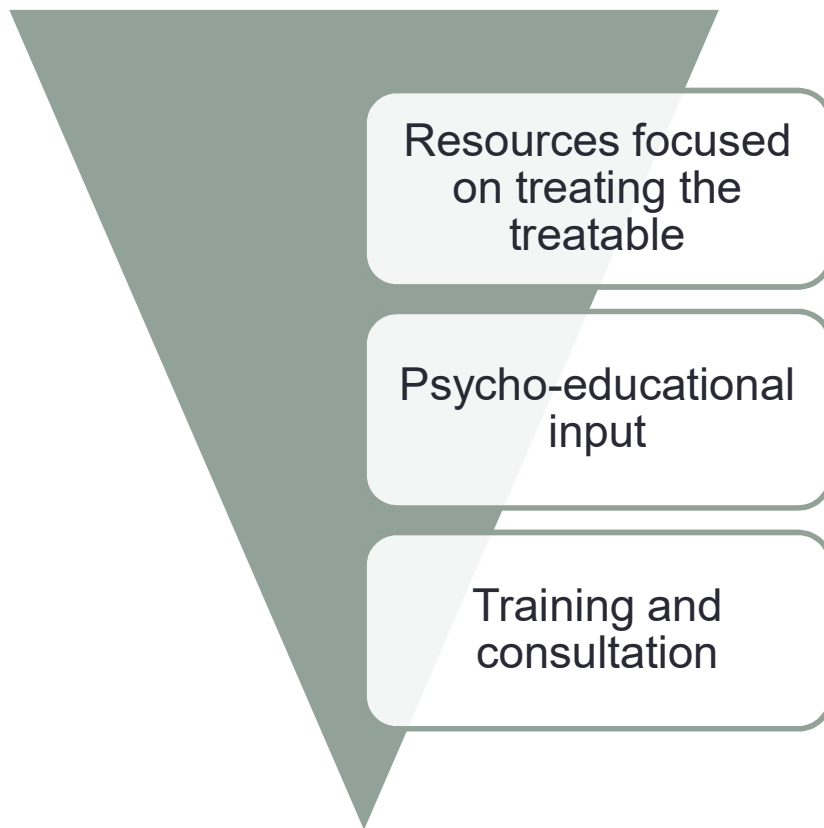 Resources focused
on treating the
treatable
Psycho-educational
input
Training and
consultation